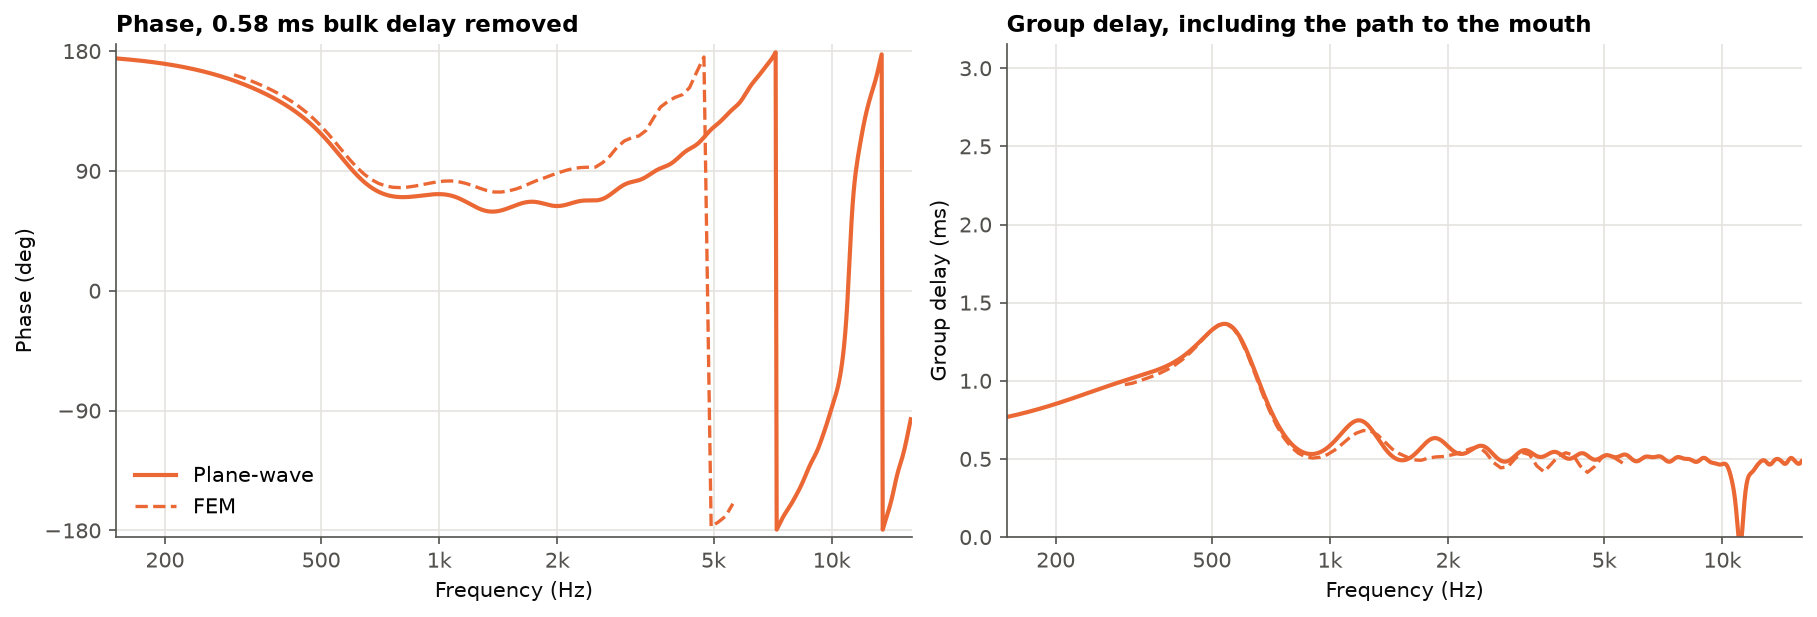 Phase, 0.58 ms bulk delay removed
180
90
0
−90
−180
Phase (deg)
Plane-wave
FEM
200
500
1k
2k
5k
10k
Frequency (Hz)
Group delay, including the path to the mouth
3.0
2.5
2.0
1.5
1.0
0.5
0.0
Group delay (ms)
200
500
1k
2k
5k
10k
Frequency (Hz)